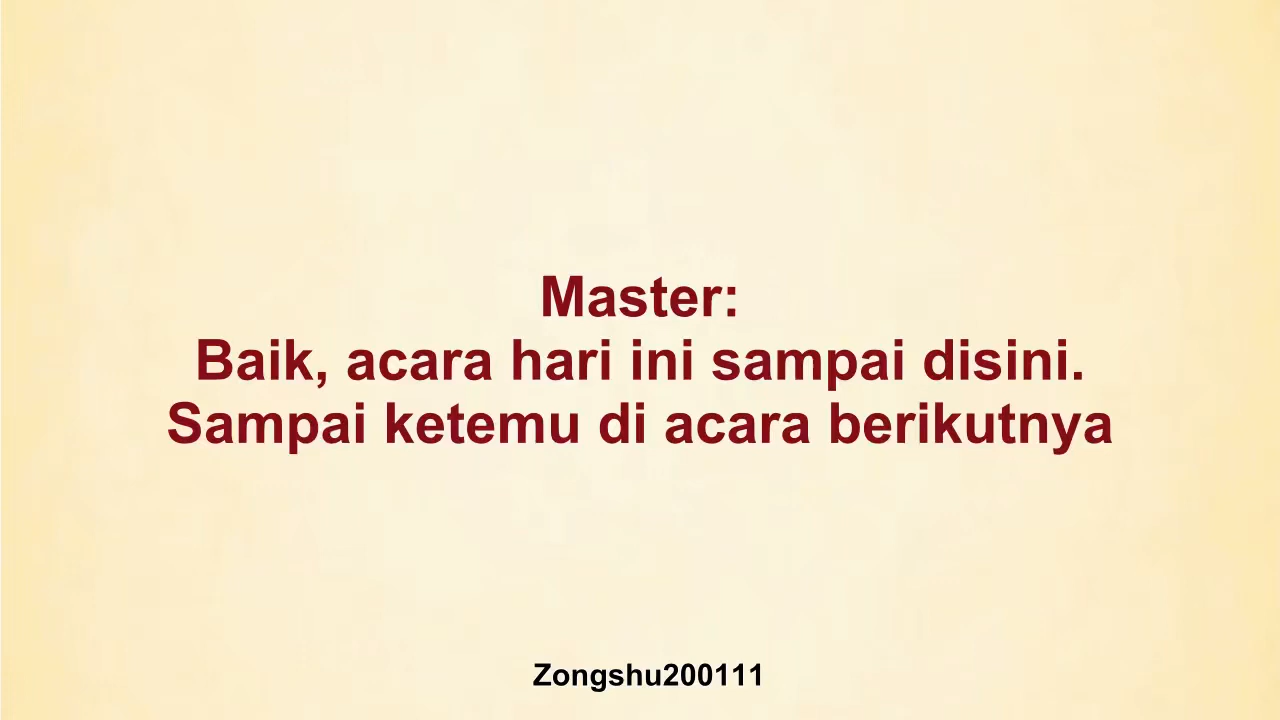 Master:
Baik, acara hari ini sampai disini.
Sampai ketemu di acara berikutnya
Zongshu200111